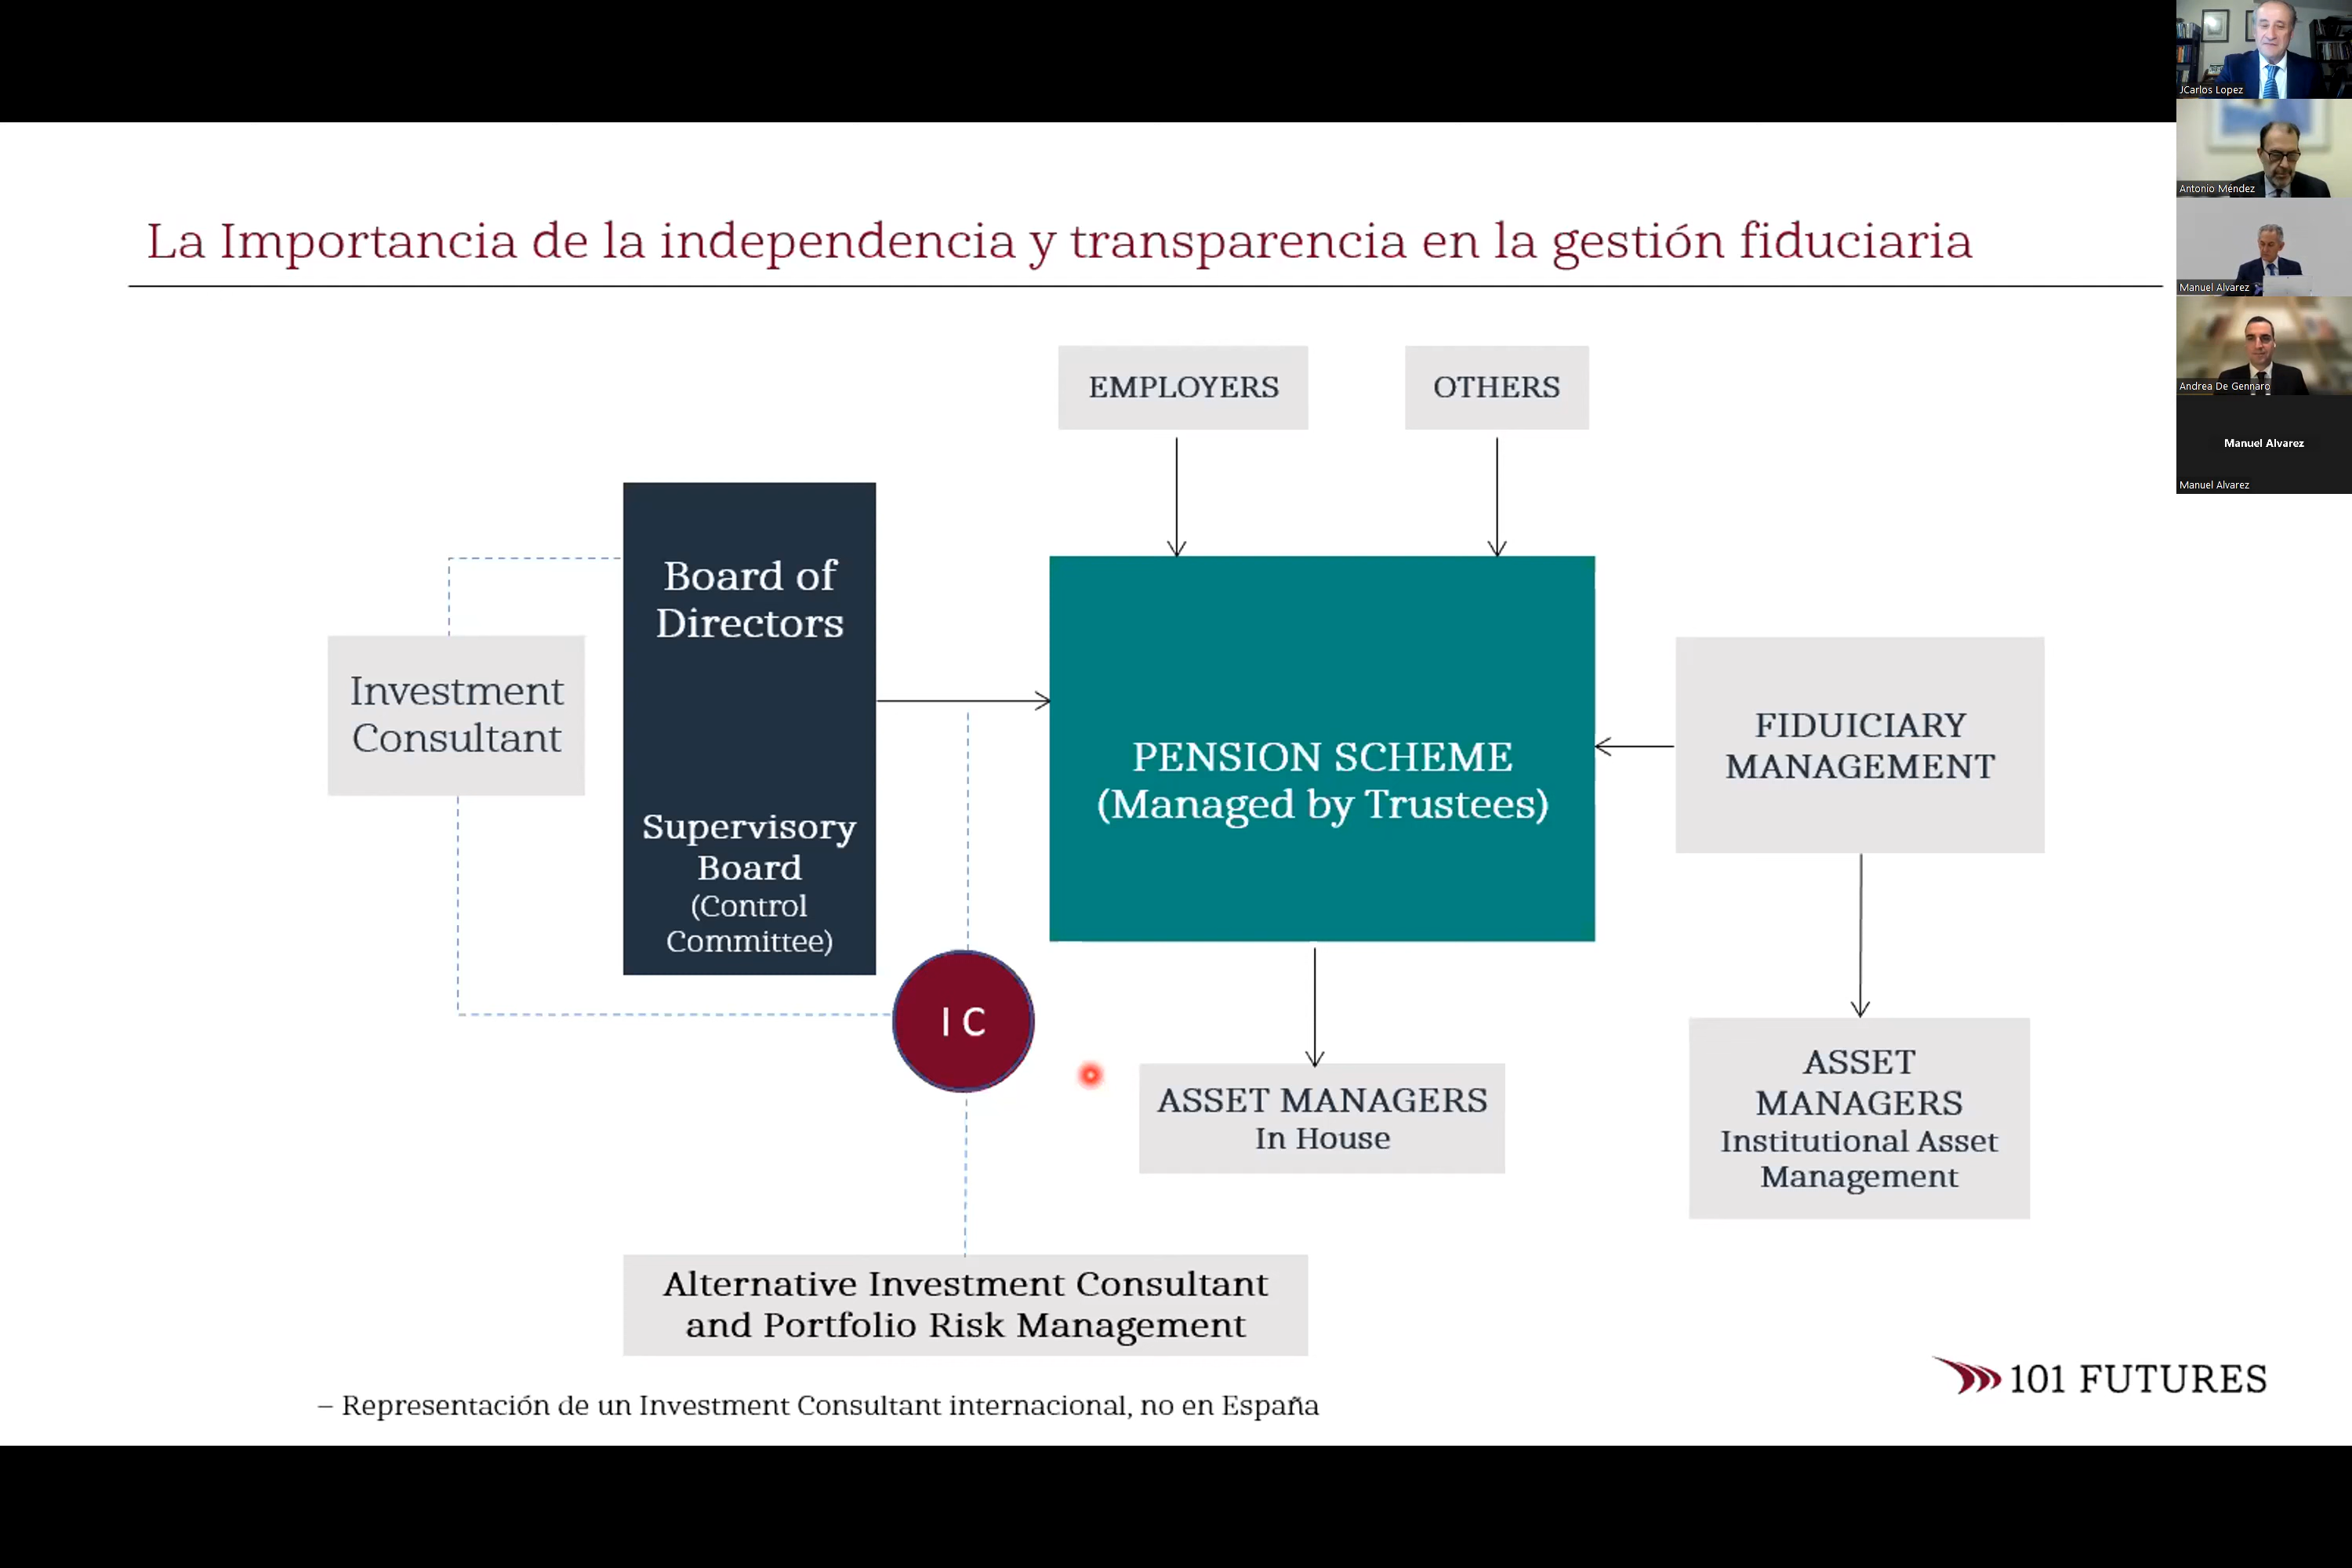 La Importancia de la independencia y transparencia en la gestión fiduciaria
EMPLOYERS
OTHERS
Board of
Directors
Supervisory
Board
(Control
Committee)
Investment
Consultant
PENSION SCHEME
(Managed by Trustees)
FIDUICIARY
MANAGEMENT
I C
ASSET MANAGERS
In House
ASSET
MANAGERS
Institutional Asset
Management
Alternative Investment Consultant
and Portfolio Risk Management
– Representación de un Investment Consultant internacional, no en España
101 FUTURES
JCarlos Lopez
Antonio Méndez
Manuel Alvarez
Andrea De Gennaro
Manuel Alvarez
Manuel Alvarez